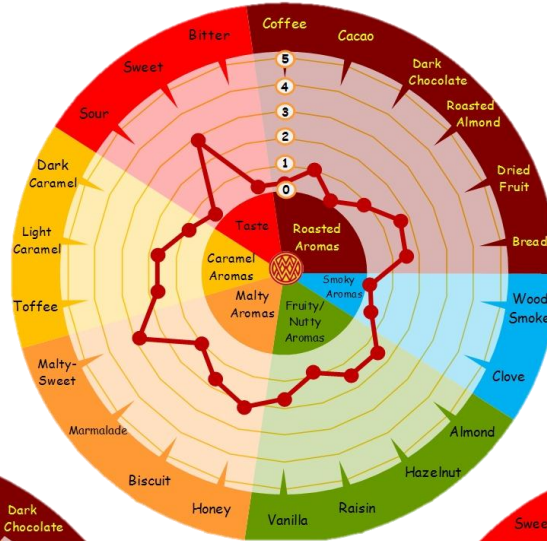 Coffee
Cacao
Dark
Chocolate
Roasted
Almond
Dried
Fruit
Bread
Wood
Smoke
Clove
Almond
Hazelnut
Raisin
Vanilla
Honey
Biscuit
Marmalade
Malty-
Sweet
Toffee
Light
Caramel
Dark
Caramel
Sour
Sweet
Bitter
5
4
3
2
1
0
Taste
Roasted
Aromas
Caramel
Aromas
Smoky
Aromas
Malty
Aromas
Fruity/
Nutty
Aromas
Dark
Chocolate